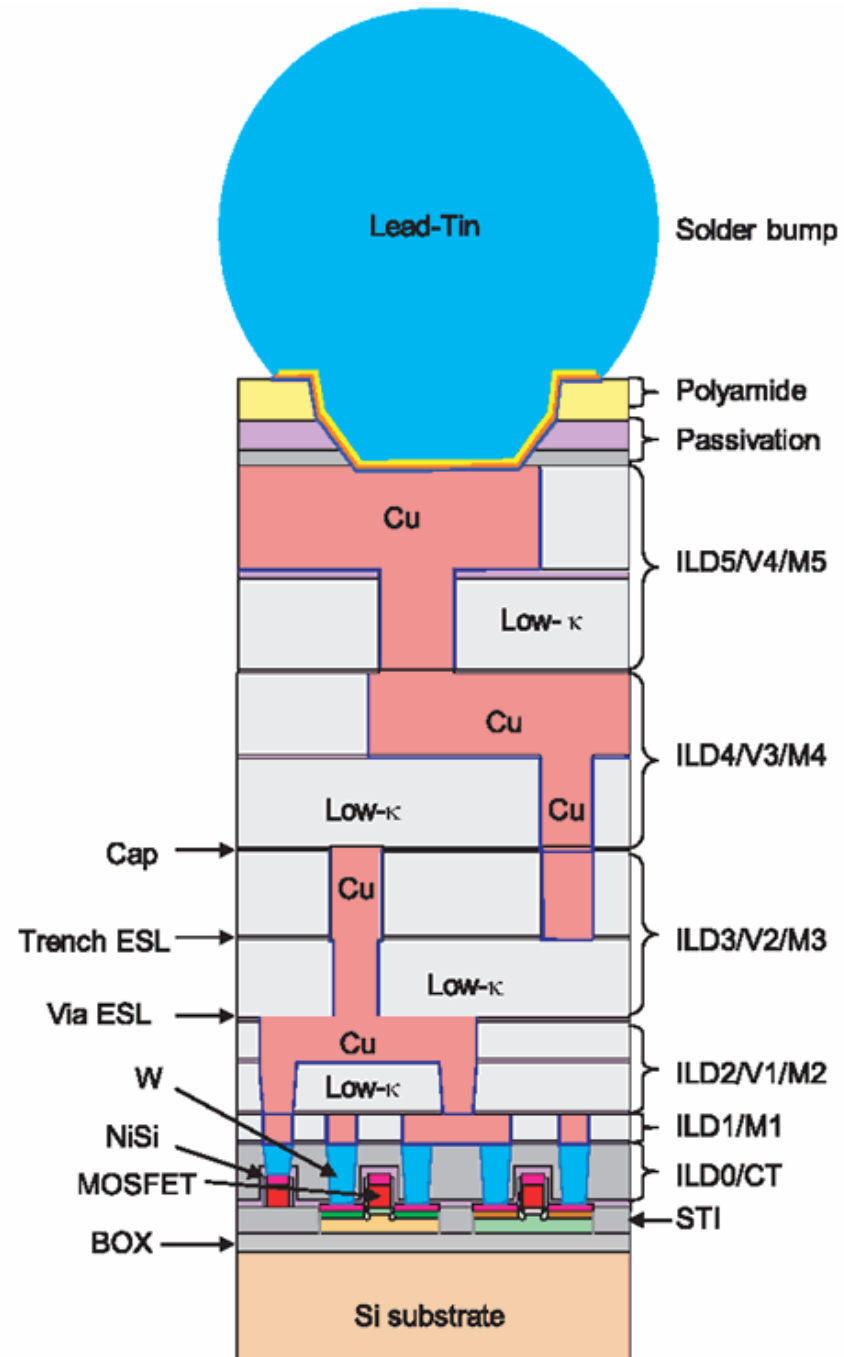 Lead-Tin
Solder bump
Polyamide
Passivation
Cu
ILD5/V4/M5
Low- κ
Cu
ILD4/V3/M4
Low-κ
Cu
Cap
Cu
Trench ESL
ILD3/V2/M3
Low-κ
Via ESL
Cu
ILD2/V1/M2
W
Low-κ
ILD1/M1
NiSi
ILD0/CT
MOSFET
STI
BOX
Si substrate